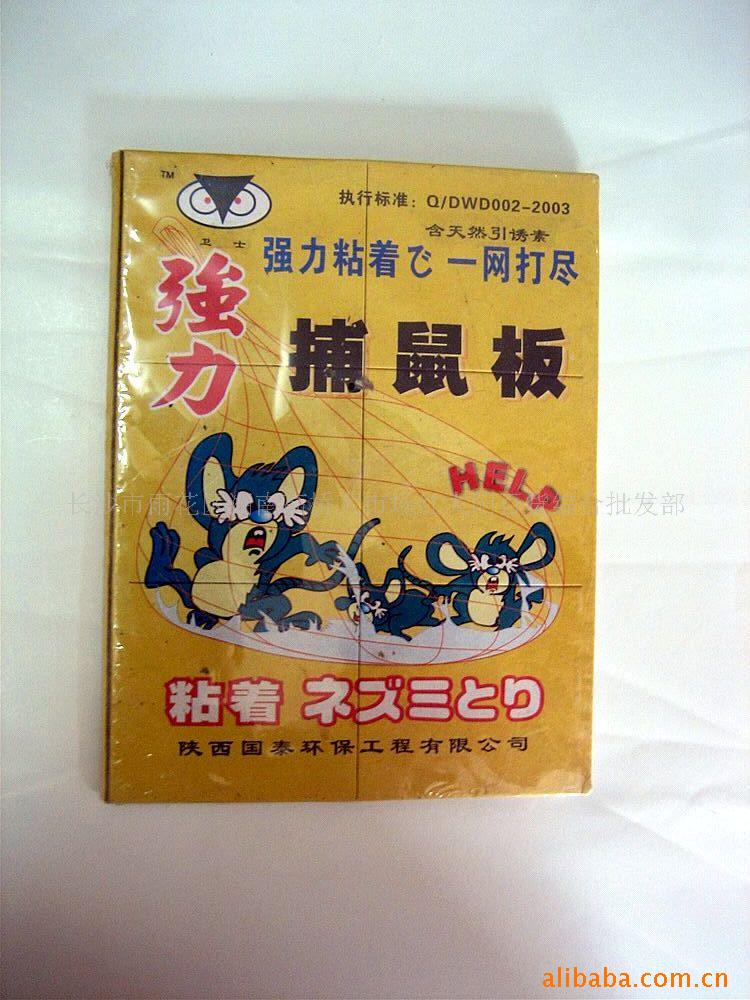 TM
执行标准：Q/DWD002-2003
卫士
含天然引诱素
强力粘着で一网打尽
強力
捕鼠板
HELP
粘着 ネズミとり
陕西国泰环保工程有限公司
alibaba.com.cn